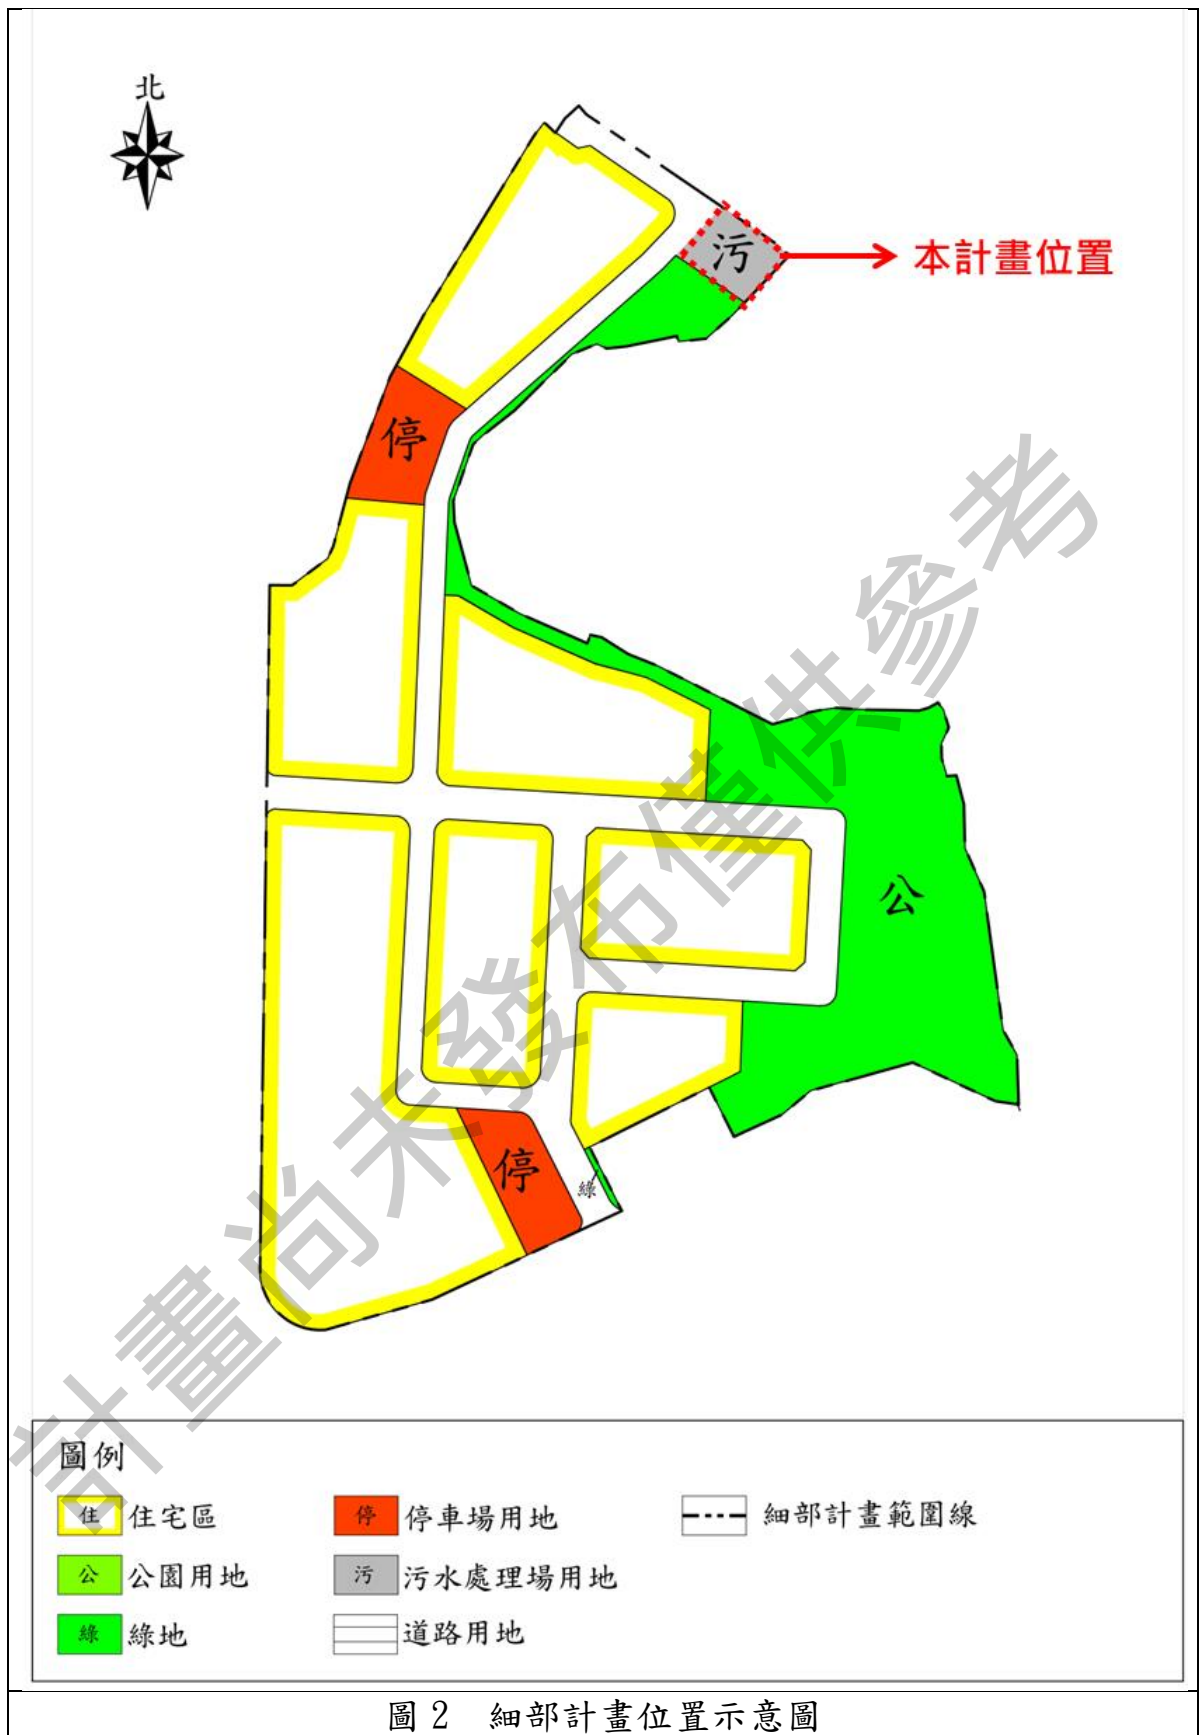 北
污
本計畫位置
停
公
停
綠
計畫尚未發布僅供參考
圖例
住 住宅區 停 停車場用地 細部計畫範圍線
公 公園用地 污 污水處理場用地
綠 綠地 道路用地
圖 2 細部計畫位置示意圖